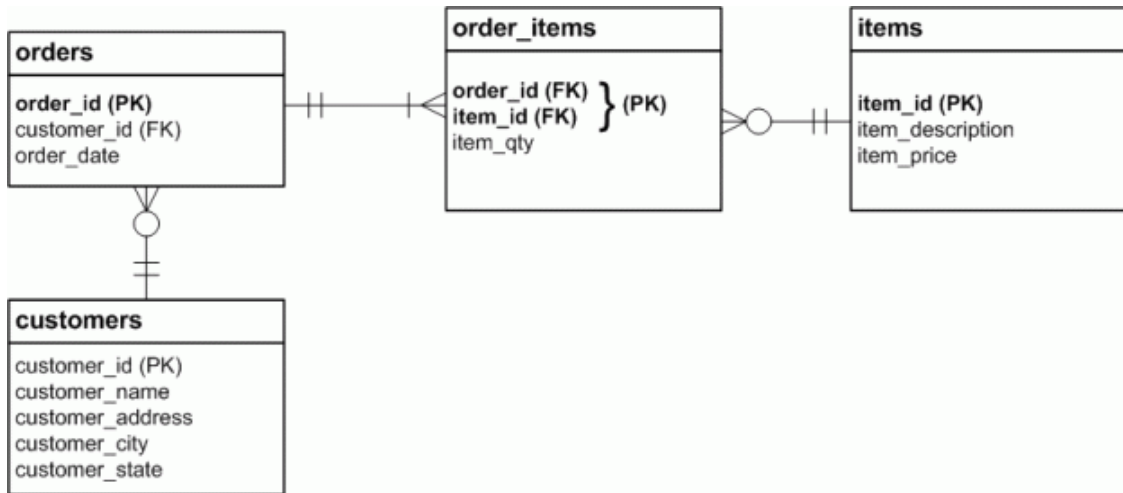 orders
order_id (PK)
customer_id (FK)
order_date
order_items
order_id (FK)
item_id (FK)
} (PK)
item_qty
items
item_id (PK)
item_description
item_price
customers
customer_id (PK)
customer_name
customer_address
customer_city
customer_state